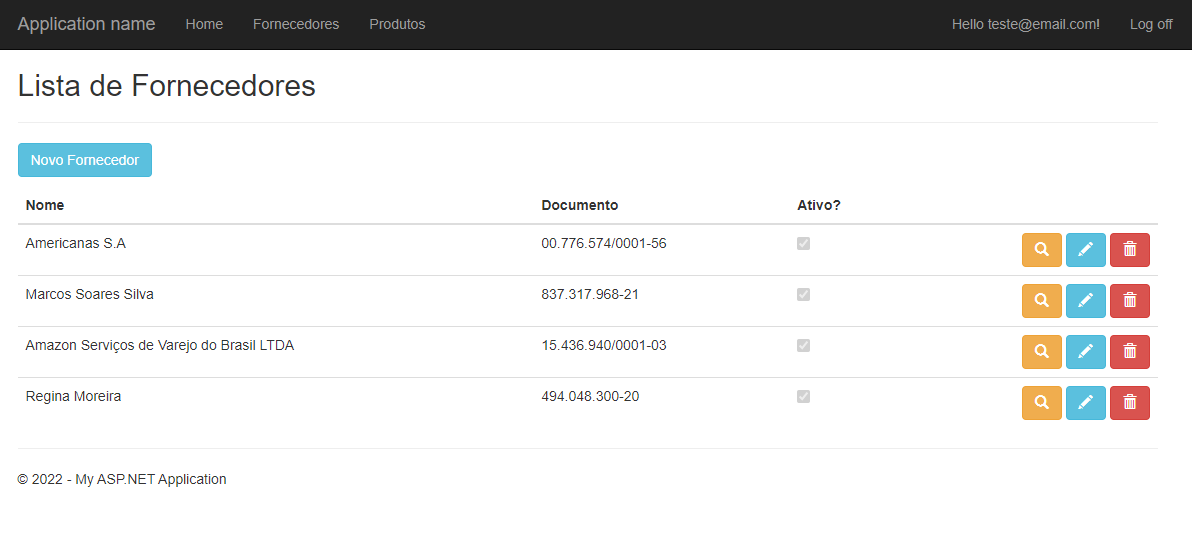 Application name Home Fornecedores Produtos Hello teste@email.com! Log off
Lista de Fornecedores
Novo Fornecedor
Nome Documento Ativo?
Americanas S.A 00.776.574/0001-56
Marcos Soares Silva 837.317.968-21
Amazon Serviços de Varejo do Brasil LTDA 15.436.940/0001-03
Regina Moreira 494.048.300-20
© 2022 - My ASP.NET Application